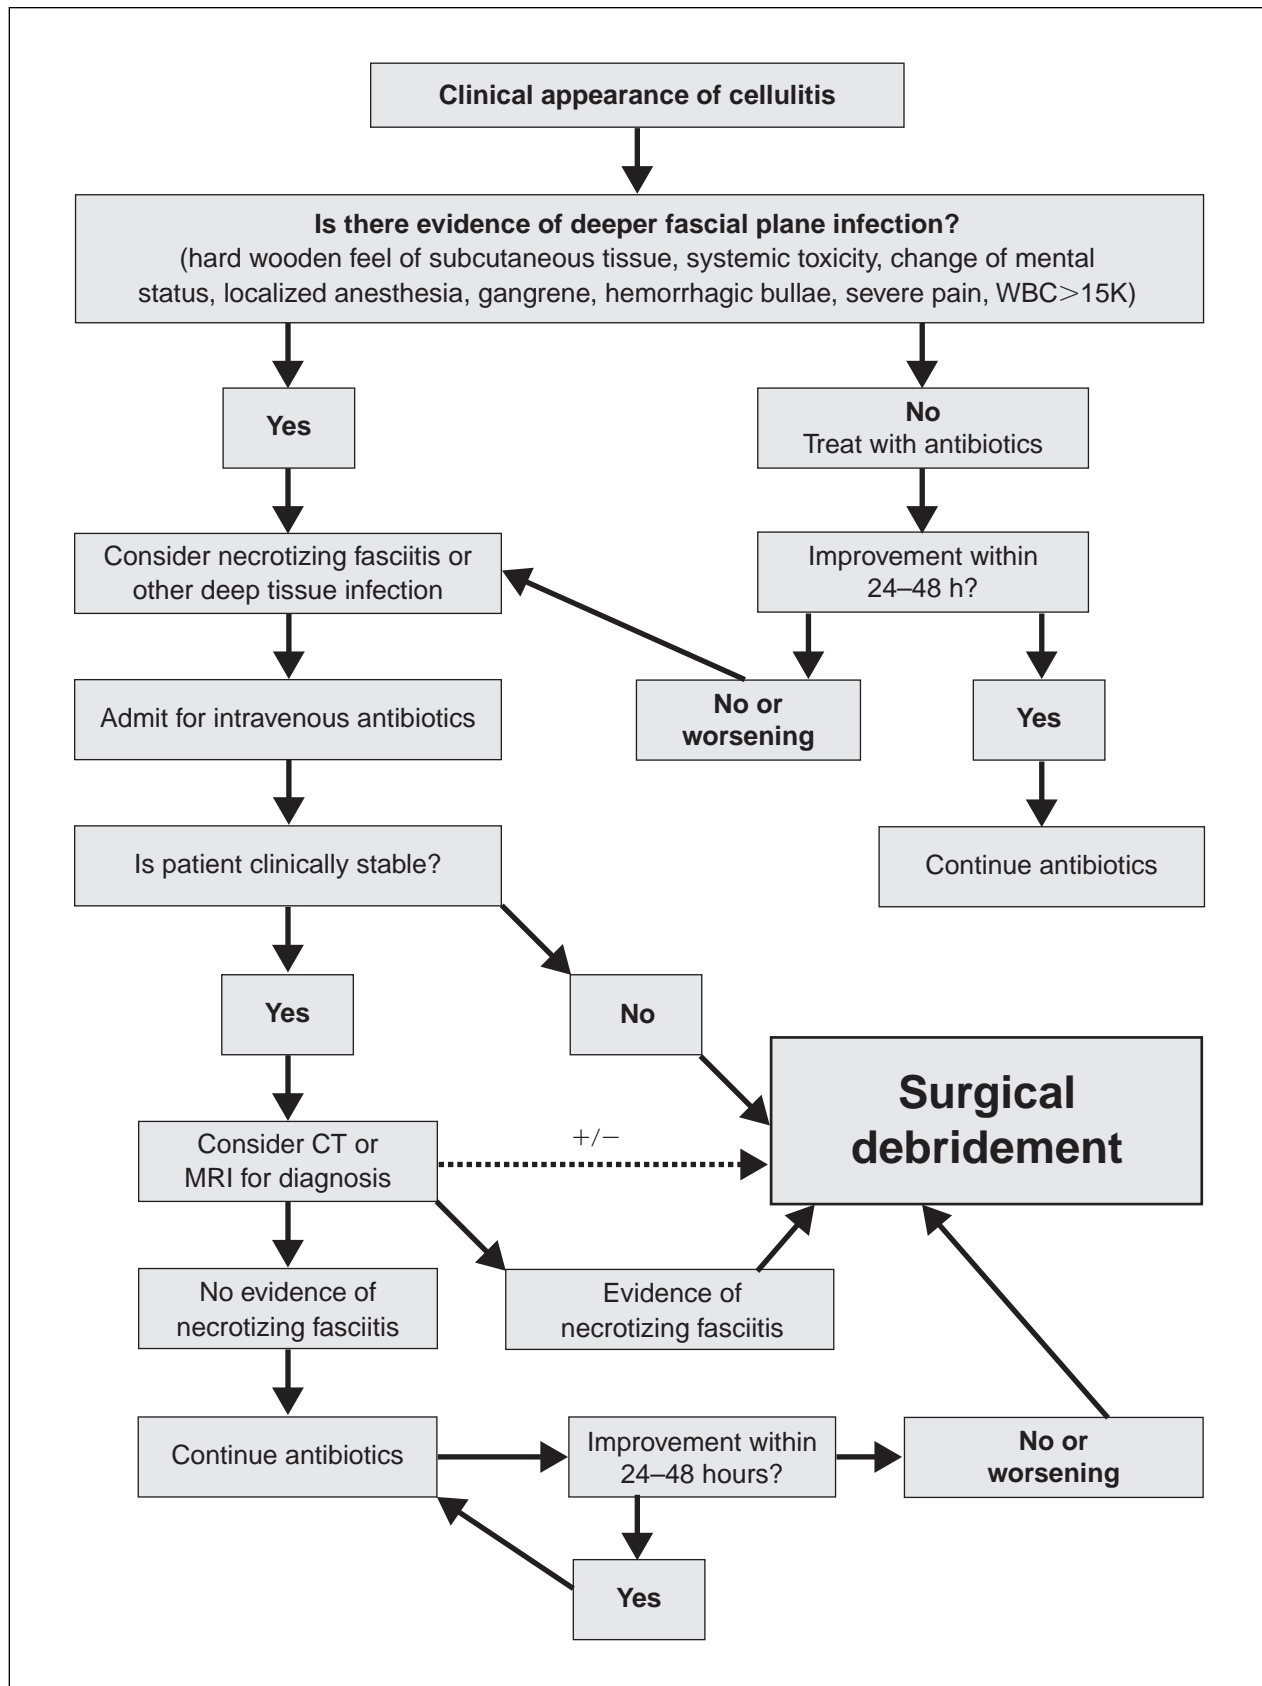 Clinical appearance of cellulitis
Is there evidence of deeper fascial plane infection?
(hard wooden feel of subcutaneous tissue, systemic toxicity, change of mental
status, localized anesthesia, gangrene, hemorrhagic bullae, severe pain, WBC>15K)
Yes
No
Treat with antibiotics
Consider necrotizing fasciitis or
other deep tissue infection
Improvement within
24–48 h?
Admit for intravenous antibiotics
No or
worsening
Yes
Is patient clinically stable?
Continue antibiotics
Yes
No
Surgical
debridement
Consider CT or
MRI for diagnosis
+/−
No evidence of
necrotizing fasciitis
Evidence of
necrotizing fasciitis
Continue antibiotics
Improvement within
24–48 hours?
No or
worsening
Yes